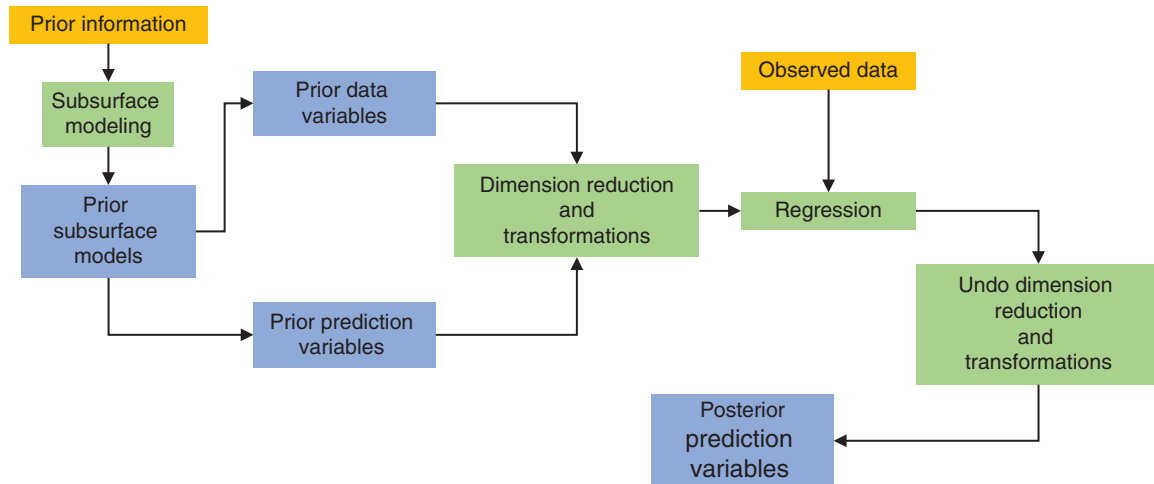 Prior information
Subsurface
modeling
Prior
subsurface
models
Prior data
variables
Prior prediction
variables
Dimension reduction
and
transformations
Observed data
Regression
Undo dimension
reduction
and
transformations
Posterior
prediction
variables